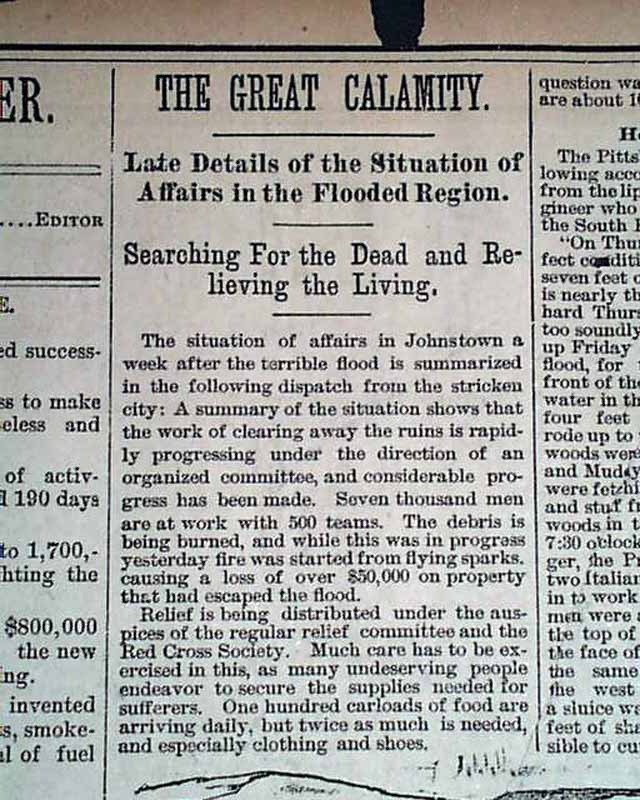 ER.
....EDITOR
E.
ed success-
ss to make
eless and
of activ-
190 days
to 1,700,-
hting the
$800,000
the new
ng.
invented
s, smoke-
al of fuel
THE GREAT CALAMITY.
Late Details of the Situation of
Affairs in the Flooded Region.
Searching For the Dead and Re-
lieving the Living.
The situation of affairs in Johnstown a
week after the terrible flood is summarized
in the following dispatch from the stricken
city: A summary of the situation shows that
the work of clearing away the ruins is rapid-
ly progressing under the direction of an
organized committee, and considerable pro-
gress has been made. Seven thousand men
are at work with 500 teams. The debris is
being burned, and while this was in progress
yesterday fire was started from flying sparks.
causing a loss of over $50,000 on property
that had escaped the flood.
Relief is being distributed under the aus-
pices of the regular relief committee and the
Red Cross Society. Much care has to be ex-
ercised in this, as many undeserving people
endeavor to secure the supplies needed for
sufferers. One hundred carloads of food are
arriving daily, but twice as much is needed,
and especially clothing and shoes.
question wa
are about 1
H
The Pitts
lowing acco
from the lip
gineer who
the South
"On Thu
fect conditi
seven feet o
is nearly th
hard Thurs
too soundly
up Friday
flood, for
front of the
water in th
four feet
rode up to
woods were
and Muddy
were fetchi
and stuff fr
woods in t
7:30 o'clock
ger, the Pr
two Italian
in to work
men were
the top of
the face of
the same
the west
a sluice wa
feet of sha
sible to cu